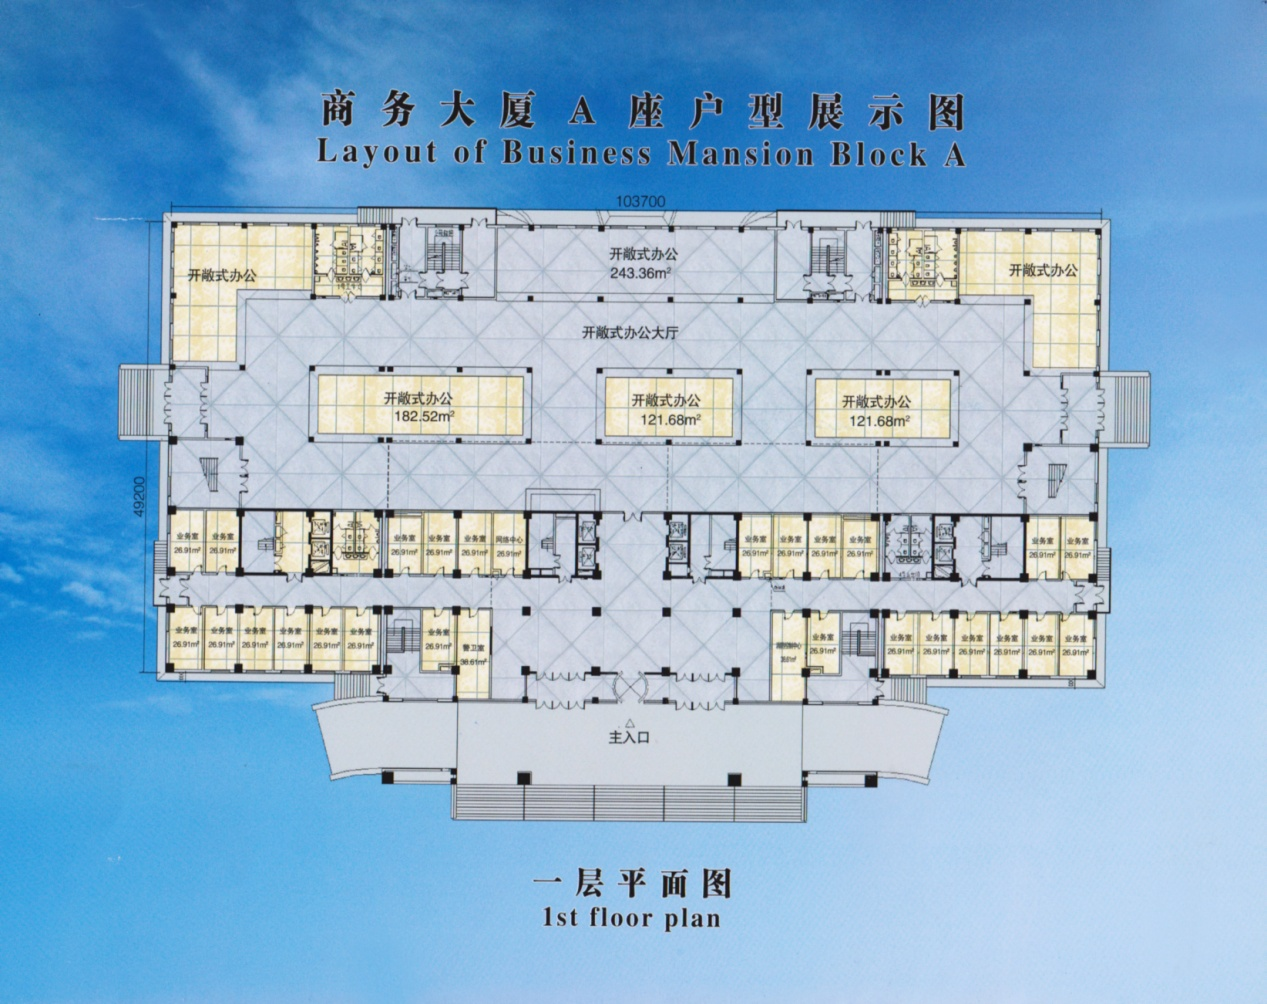 商务大厦A座户型展示图
Layout of Business Mansion Block A
103700
开敞式办公
243.36m²
开敞式办公
开敞式办公
开敞式办公大厅
开敞式办公
182.52m²
开敞式办公
121.68m²
开敞式办公
121.68m²
49200
业务室 业务室 业务室 业务室 业务室 网络中心 业务室 业务室 业务室 业务室 业务室 业务室
26.91m² 26.91m² 26.91m² 26.91m² 26.91m² 26.91m² 26.91m² 26.91m² 26.91m² 26.91m² 26.91m² 26.91m²
业务室 业务室 业务室 业务室 业务室 业务室 业务室 业务室 业务室 业务室 业务室 业务室 业务室 业务室
26.91m² 26.91m² 26.91m² 26.91m² 26.91m² 26.91m² 26.91m² 26.91m² 26.91m² 26.91m² 26.91m² 26.91m² 26.91m² 26.91m²
警卫室
38.61m²
主入口
一层平面图
1st floor plan